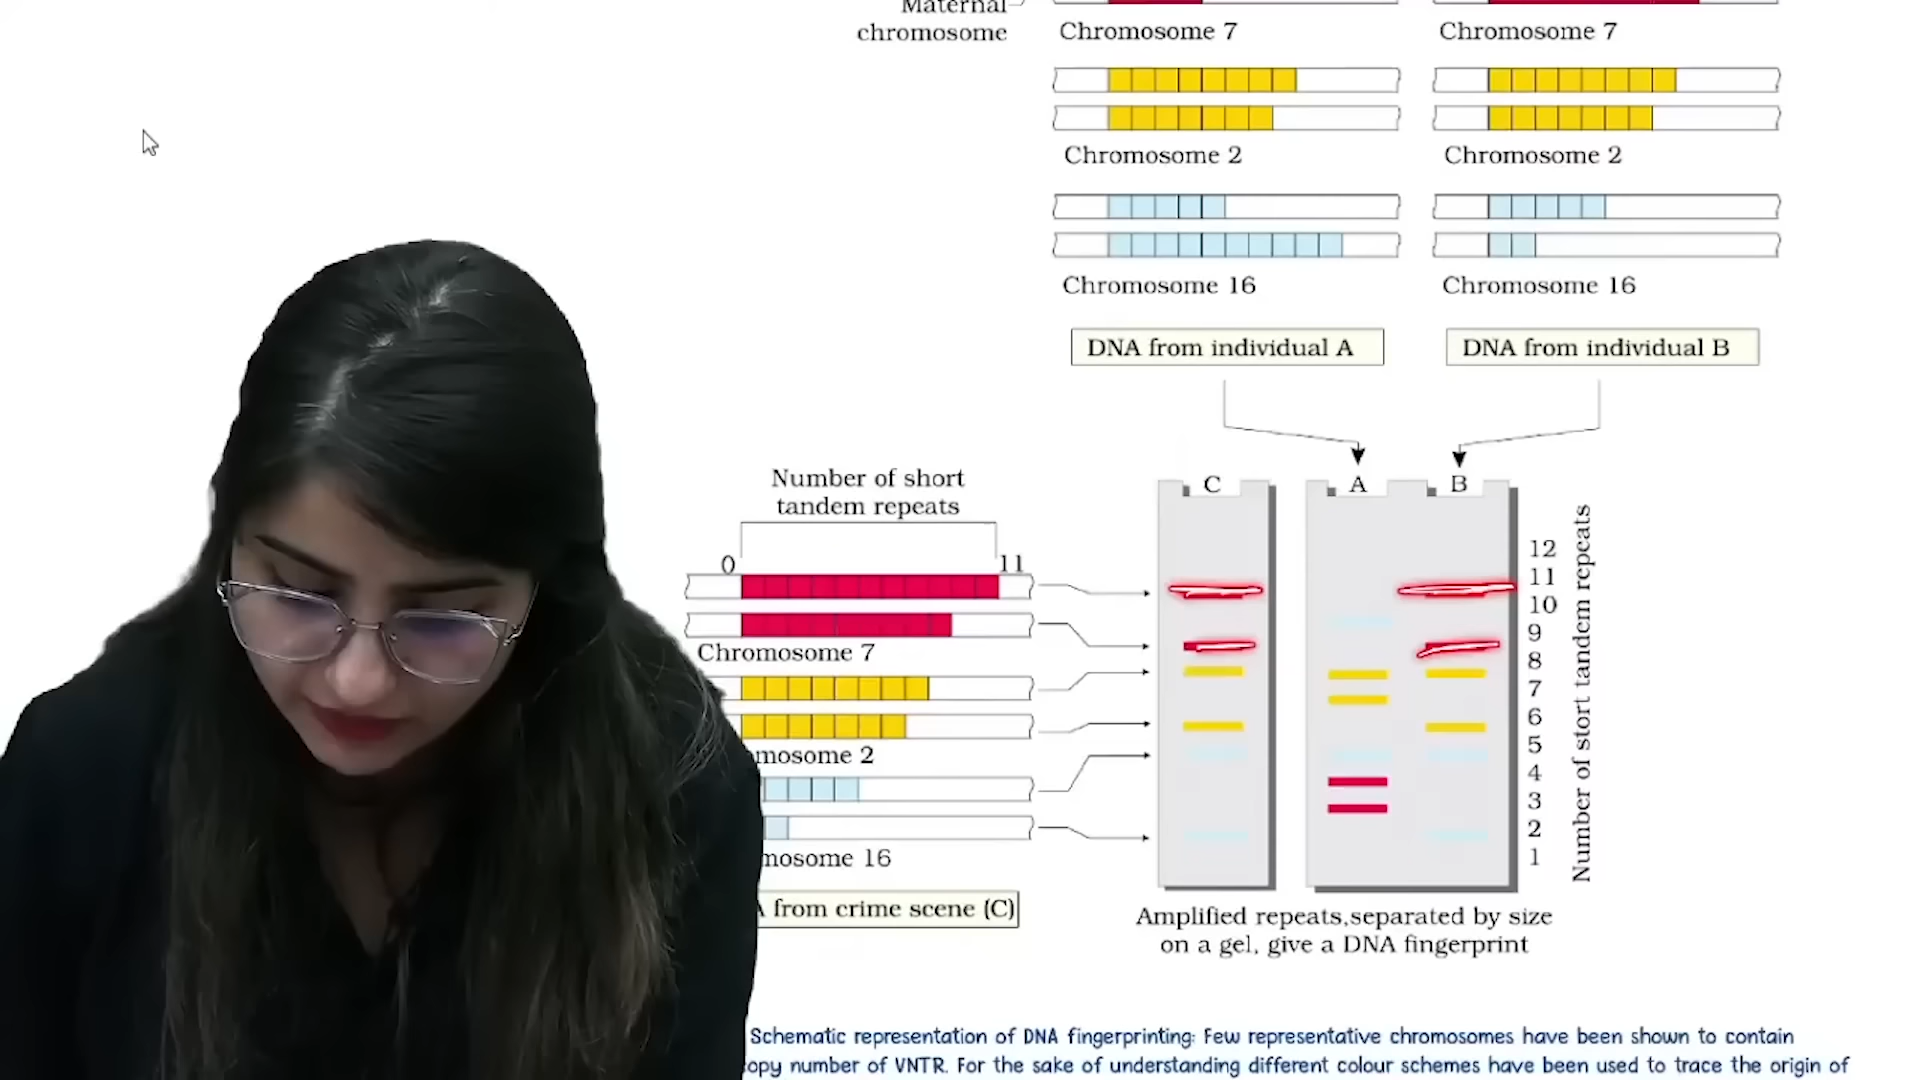 Maternal
chromosome
Chromosome 7
Chromosome 7
Chromosome 2
Chromosome 2
Chromosome 16
Chromosome 16
DNA from individual A
DNA from individual B
Number of short
tandem repeats
0
11
C
A
B
Chromosome 7
mosome 2
mosome 16
A from crime scene (C)
12
11
10
9
8
7
6
5
4
3
2
1
Number of stort tandem repeats
Amplified repeats,separated by size
on a gel, give a DNA fingerprint
Schematic representation of DNA fingerprinting: Few representative chromosomes have been shown to contain
opy number of VNTR. For the sake of understanding different colour schemes have been used to trace the origin of